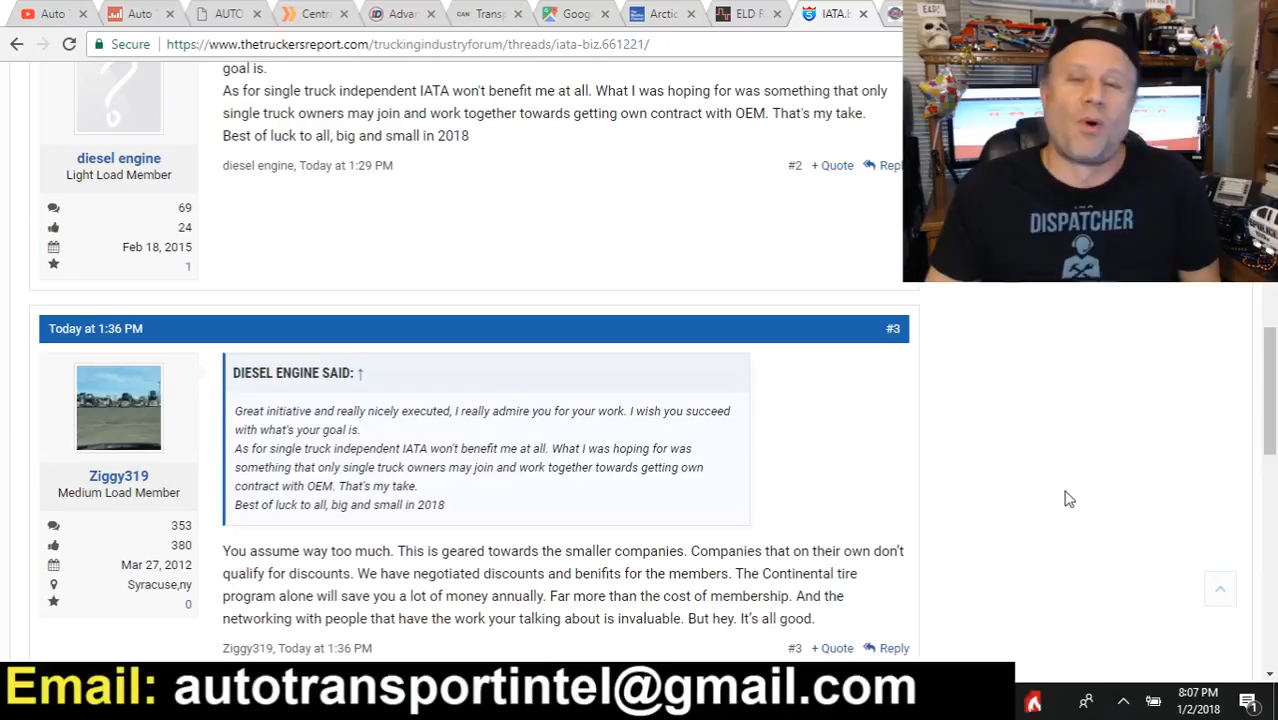 Auto T
Auto
AUTO
Centr
Advan
CAN Transp
Goog
Arctic
ELD R
IATA.b
Secure https://www.thetruckersreport.com/truckingindustryforum/threads/iata-biz.661221/
goal is.
As for single truck independent IATA won't benefit me at all. What I was hoping for was something that only
single truck owners may join and work together towards getting own contract with OEM. That's my take.
Best of luck to all, big and small in 2018
diesel engine
Light Load Member
diesel engine, Today at 1:29 PM
#2 + Quote Repl
69
24
Feb 18, 2015
1
ELD!
DISPATCHER
Today at 1:36 PM #3
DIESEL ENGINE SAID: ↑
Great initiative and really nicely executed, I really admire you for your work. I wish you succeed
with what's your goal is.
As for single truck independent IATA won't benefit me at all. What I was hoping for was
something that only single truck owners may join and work together towards getting own
contract with OEM. That's my take.
Best of luck to all, big and small in 2018
Ziggy319
Medium Load Member
353
380
Mar 27, 2012
Syracuse,ny
0
You assume way too much. This is geared towards the smaller companies. Companies that on their own don't
qualify for discounts. We have negotiated discounts and benifits for the members. The Continental tire
program alone will save you a lot of money annually. Far more than the cost of membership. And the
networking with people that have the work your talking about is invaluable. But hey. It's all good.
Ziggy319, Today at 1:36 PM
#3 + Quote Reply
Email: autotransportintel@gmail.com
8:07 PM
1/2/2018
1